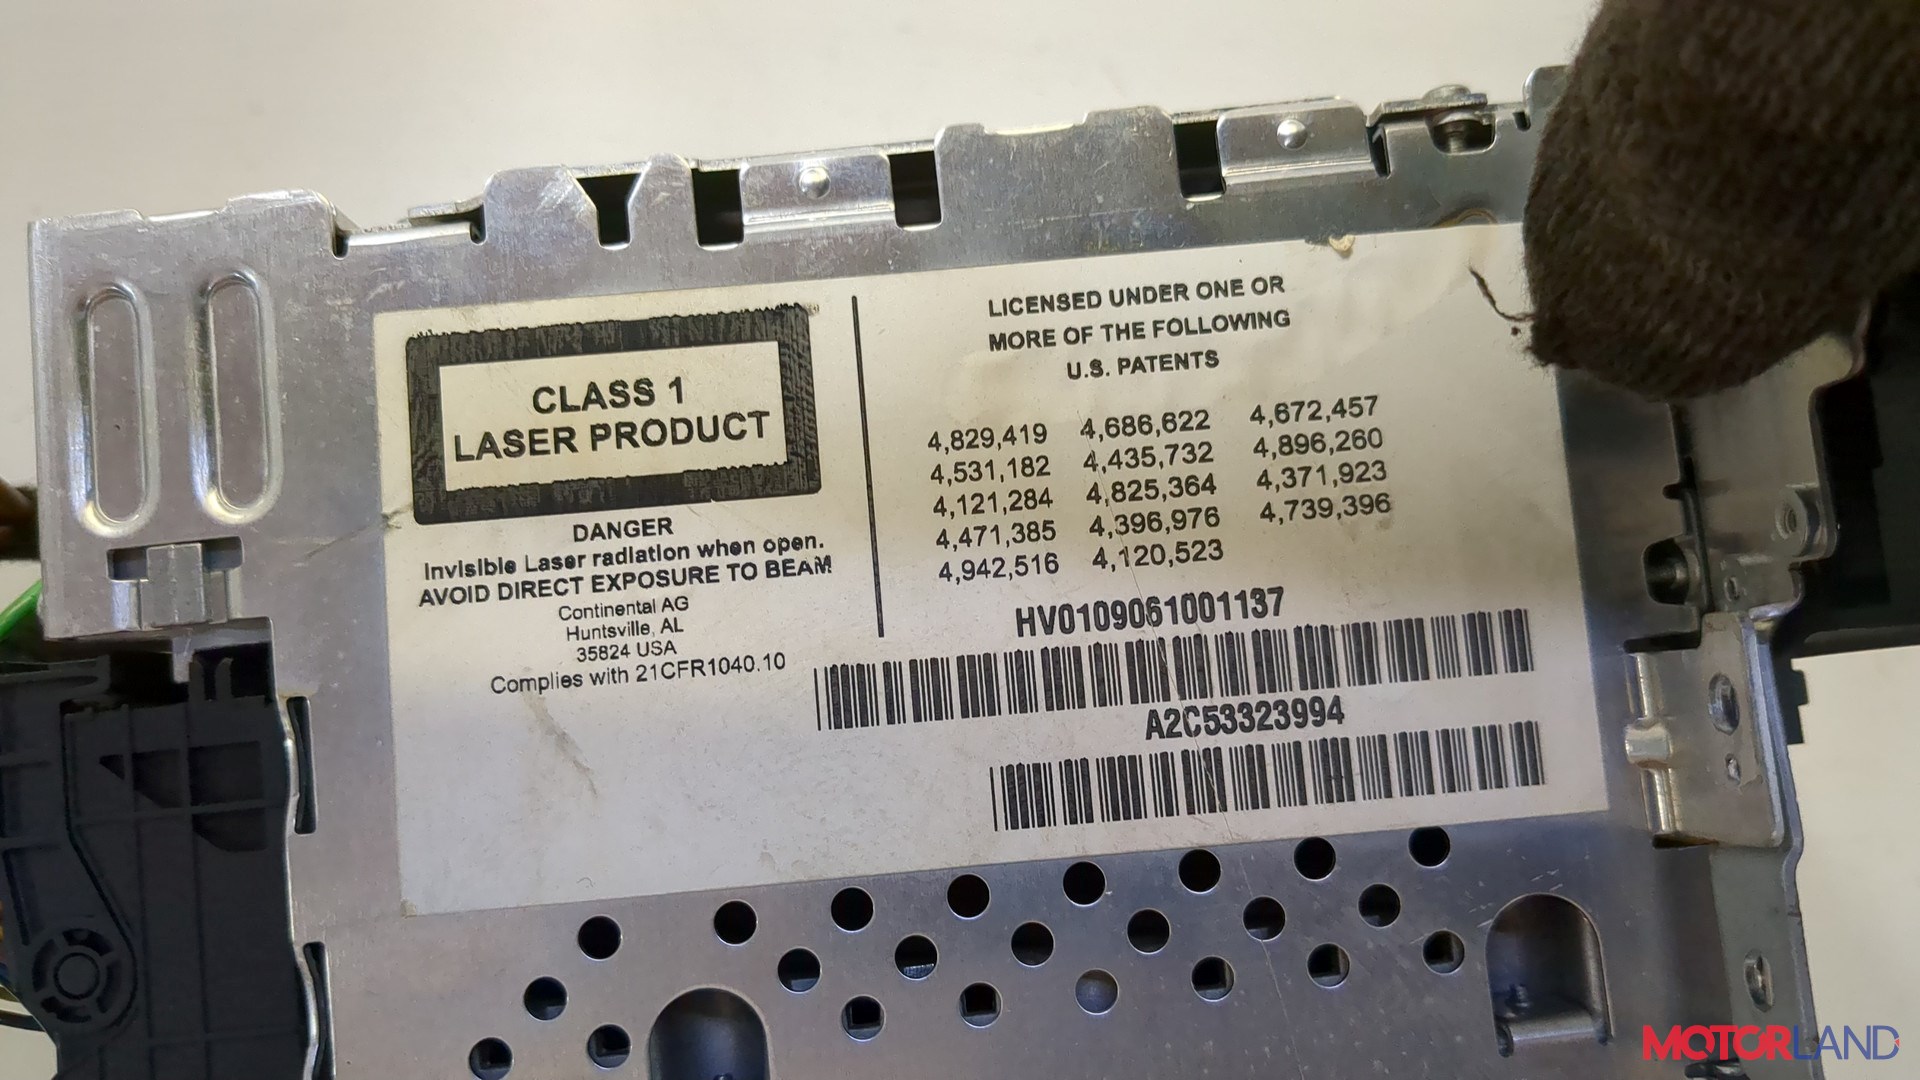 CLASS 1
LASER PRODUCT
DANGER
Invisible Laser radiation when open.
AVOID DIRECT EXPOSURE TO BEAM
Continental AG
Huntsville, AL
35824 USA
Complies with 21CFR1040.10
LICENSED UNDER ONE OR
MORE OF THE FOLLOWING
U.S. PATENTS
4,829,419 4,686,622 4,672,457
4,531,182 4,435,732 4,896,260
4,121,284 4,825,364 4,371,923
4,471,385 4,396,976 4,739,396
4,942,516 4,120,523
HV0109061001137
A2C53323994
MOTORLAND